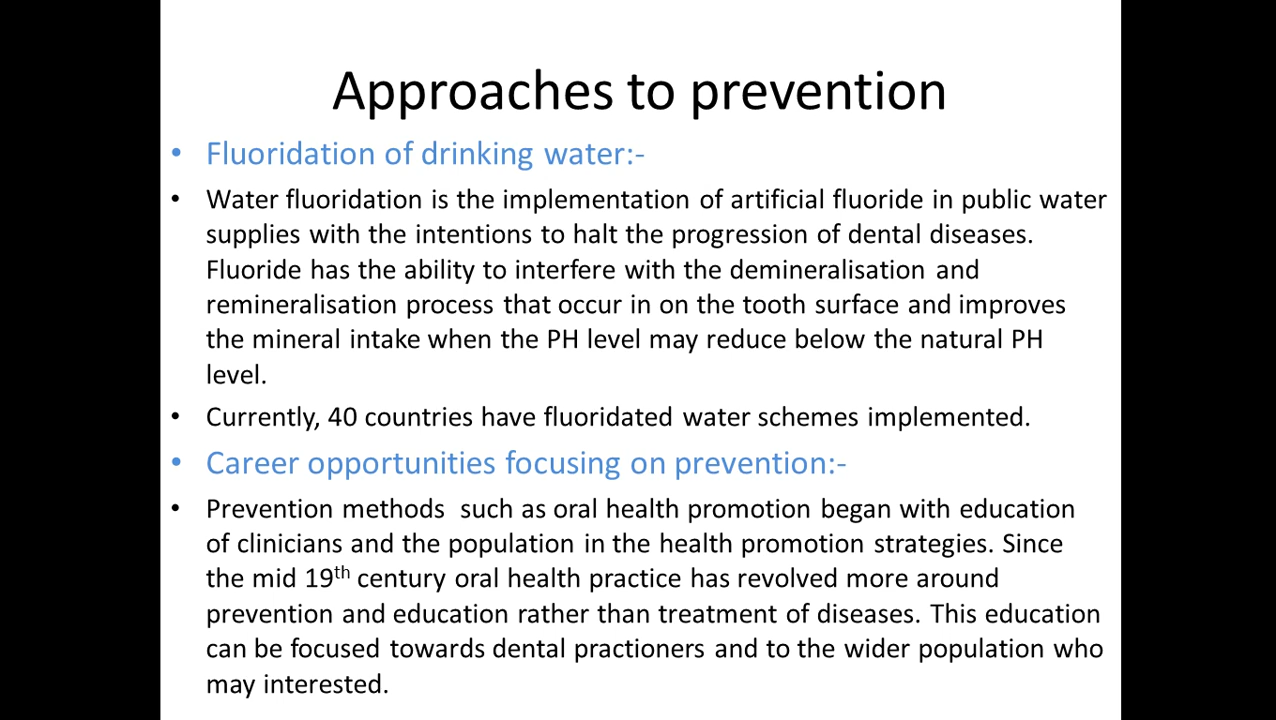 Approaches to prevention
• Fluoridation of drinking water:-
• Water fluoridation is the implementation of artificial fluoride in public water
supplies with the intentions to halt the progression of dental diseases.
Fluoride has the ability to interfere with the demineralisation and
remineralisation process that occur in on the tooth surface and improves
the mineral intake when the PH level may reduce below the natural PH
level.
• Currently, 40 countries have fluoridated water schemes implemented.
• Career opportunities focusing on prevention:-
• Prevention methods such as oral health promotion began with education
of clinicians and the population in the health promotion strategies. Since
the mid 19th century oral health practice has revolved more around
prevention and education rather than treatment of diseases. This education
can be focused towards dental practioners and to the wider population who
may interested.